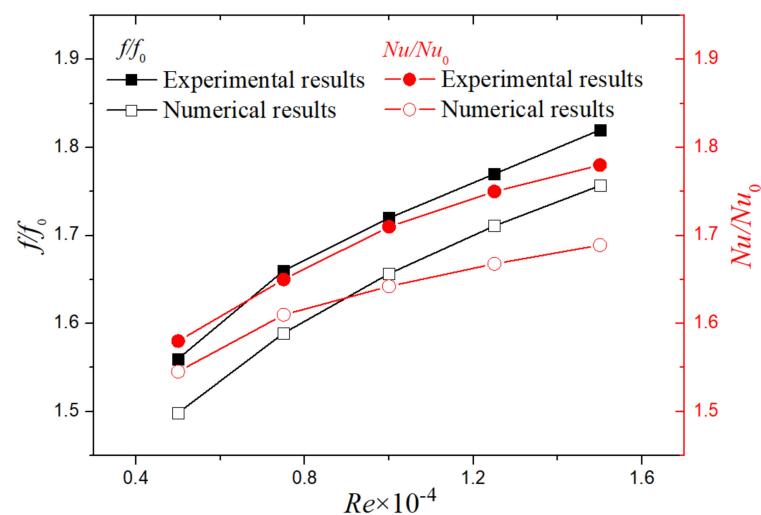 f/f0 Nu/Nu0
Experimental results Experimental results
Numerical results Numerical results
1.9 1.9
1.8 1.8
1.7 1.7
1.6 1.6
1.5 1.5
f/f0
Nu/Nu0
0.4 0.8 1.2 1.6
Re×10-4